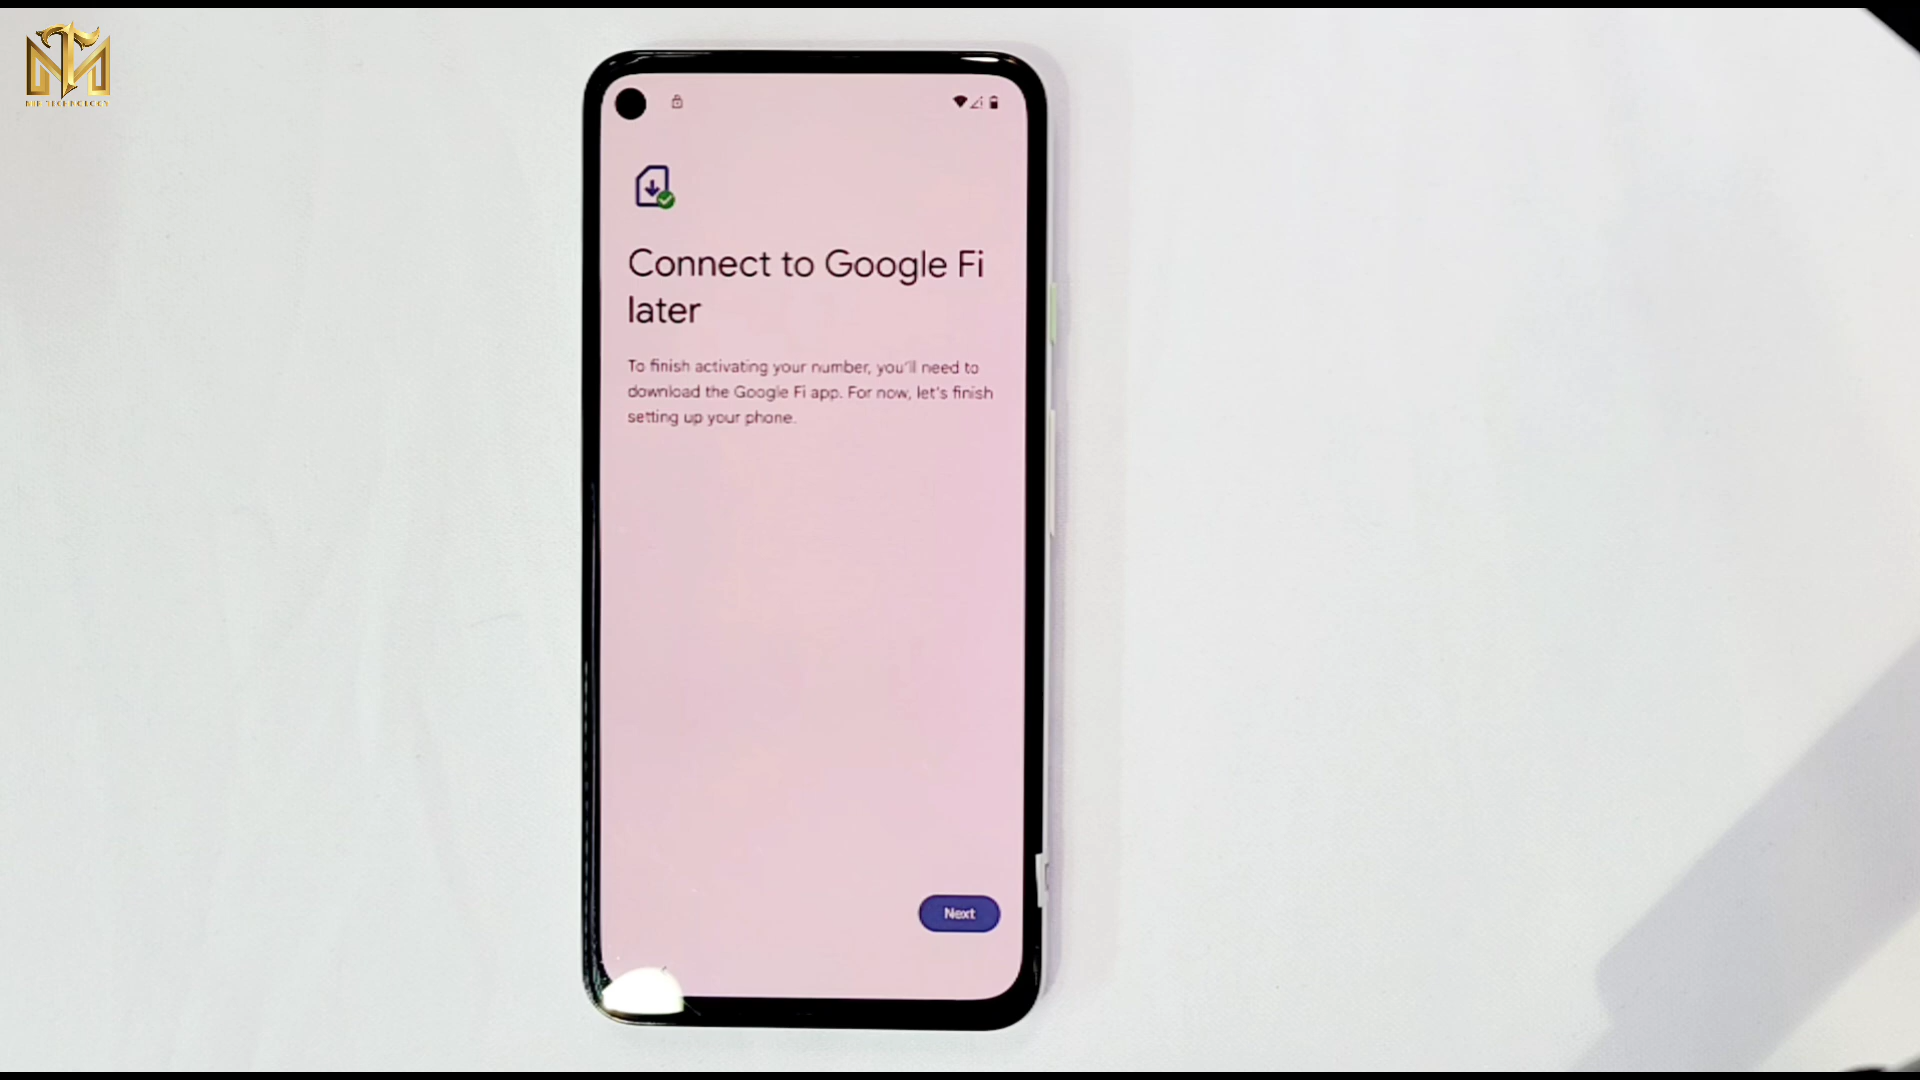 Connect to Google Fi
later
To finish activating your number, you'll need to
download the Google Fi app. For now, let's finish
setting up your phone.
Next